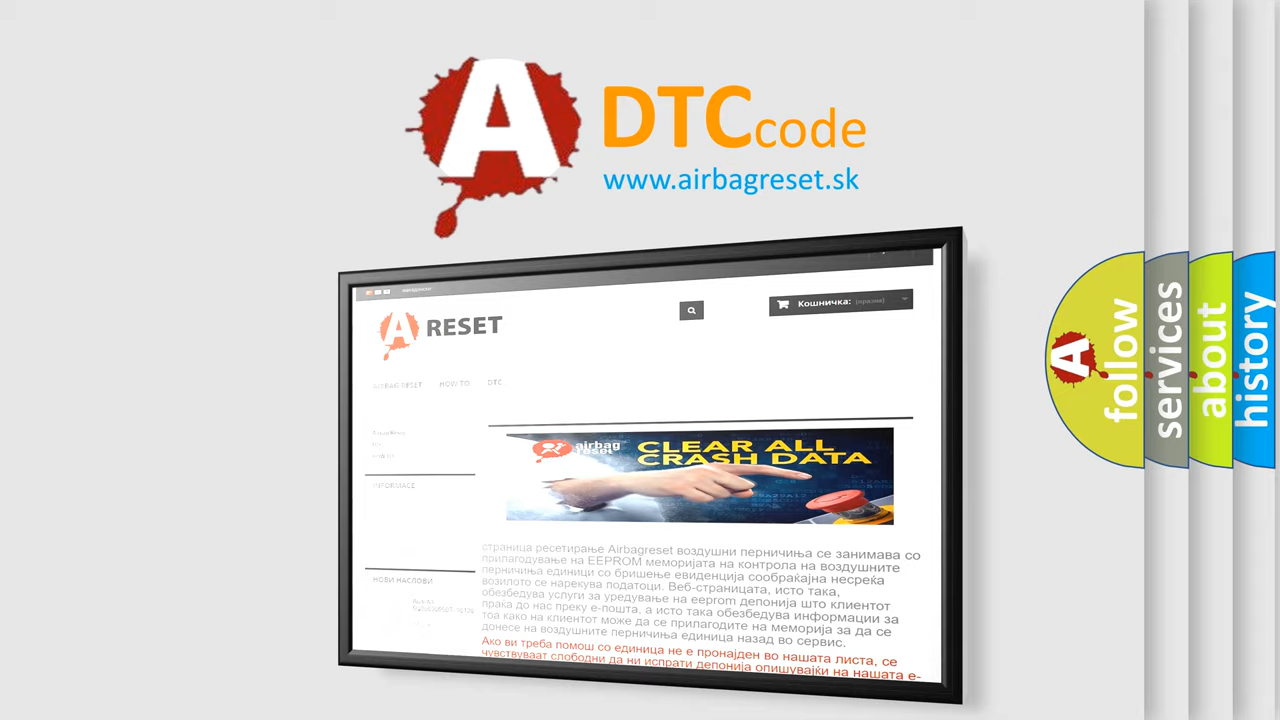 A
DTCcode
www.airbagreset.sk
A RESET
Кошничка: (празни)
AIRBAG RESET HOW TO DTC
airbag
reset
CLEAR ALL
CRASH DATA
INFORMACE
НОВИ НАСЛОВИ
страница ресетирање Airbagreset воздушни перничиња се занимава со
прилагодување на EEPROM меморијата на контрола на воздушните
перничиња единици со бришење евиденција сообраќајна несреќа
возилото се нарекува податоци. Веб-страницата, исто така,
обезбедува услуги за уредување на eeprom депонија што клиентот
праќа до нас преку е-пошта, а исто така обезбедува информации за
тоа како на клиентот може да се прилагодите на меморија за да се
донесе на воздушните перничиња единица назад во сервис.
Ако ви треба помош со единица не е пронајден во нашата листа, се
чувствуваат слободни да ни испрати депонија опишувајќи на нашата е-
A
follow
services
about
history